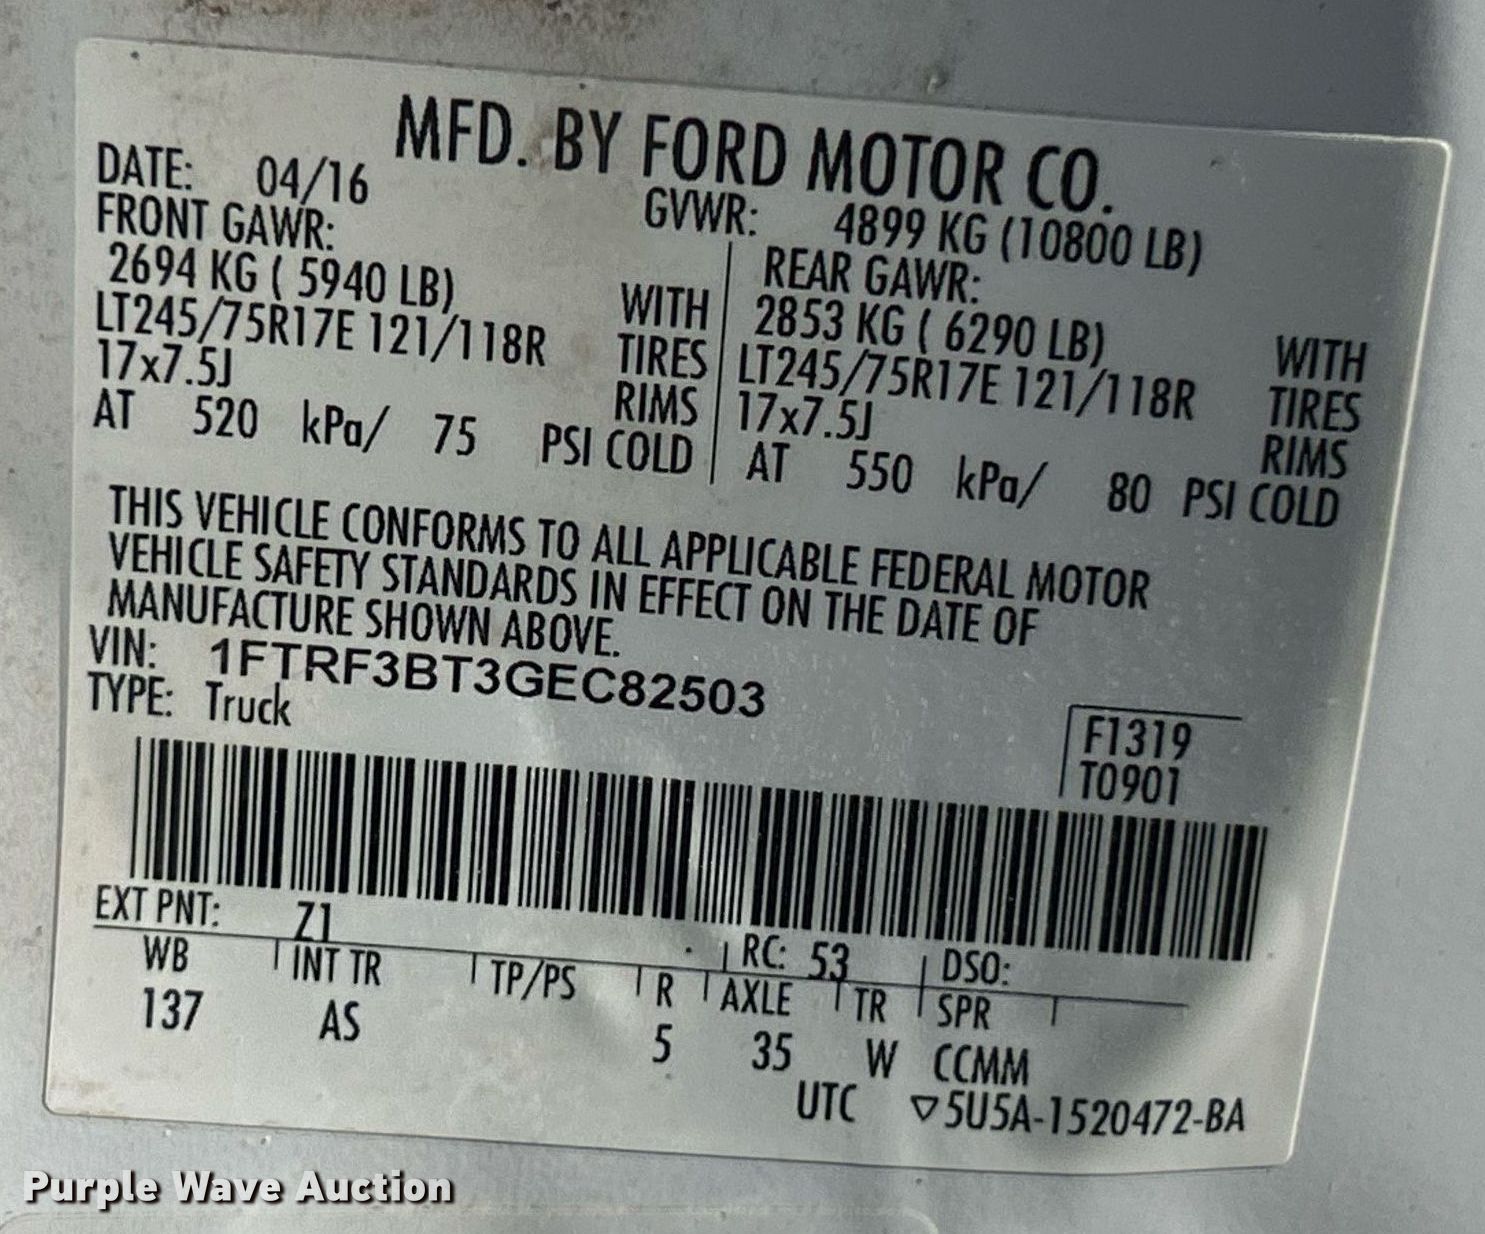 MFD. BY FORD MOTOR CO.
DATE: 04/16
GVWR: 4899 KG (10800 LB)
FRONT GAWR:
2694 KG ( 5940 LB) WITH
LT245/75R17E 121/118R TIRES
17x7.5J RIMS
AT 520 kPa/ 75 PSI COLD
REAR GAWR:
2853 KG ( 6290 LB) WITH
LT245/75R17E 121/118R TIRES
17x7.5J RIMS
AT 550 kPa/ 80 PSI COLD
THIS VEHICLE CONFORMS TO ALL APPLICABLE FEDERAL MOTOR
VEHICLE SAFETY STANDARDS IN EFFECT ON THE DATE OF
MANUFACTURE SHOWN ABOVE.
VIN: 1FTRF3BT3GEC82503
TYPE: Truck
F1319
T0901
EXT PNT: Z1 RC: 53 DSO:
WB INT TR TP/PS R AXLE TR SPR
137 AS 5 35 W CCMM
UTC ▽5U5A-1520472-BA
Purple Wave Auction